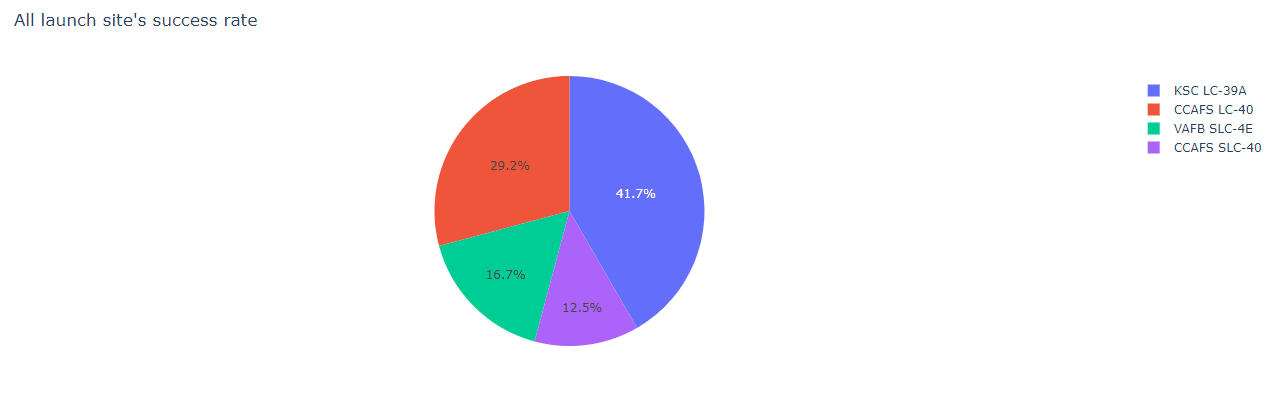 All launch site's success rate
KSC LC-39A
CCAFS LC-40
VAFB SLC-4E
CCAFS SLC-40
29.2%
41.7%
16.7%
12.5%